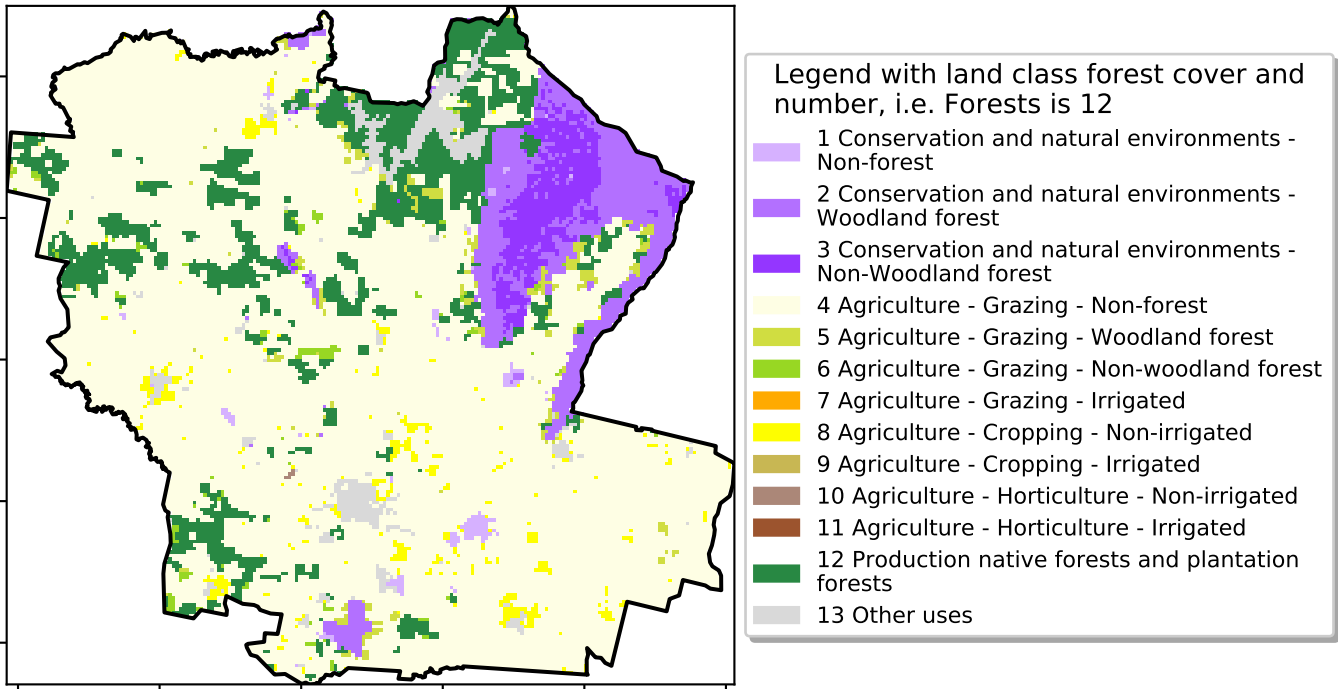 Legend with land class forest cover and
number, i.e. Forests is 12
1 Conservation and natural environments -
Non-forest
2 Conservation and natural environments -
Woodland forest
3 Conservation and natural environments -
Non-Woodland forest
4 Agriculture - Grazing - Non-forest
5 Agriculture - Grazing - Woodland forest
6 Agriculture - Grazing - Non-woodland forest
7 Agriculture - Grazing - Irrigated
8 Agriculture - Cropping - Non-irrigated
9 Agriculture - Cropping - Irrigated
10 Agriculture - Horticulture - Non-irrigated
11 Agriculture - Horticulture - Irrigated
12 Production native forests and plantation
forests
13 Other uses